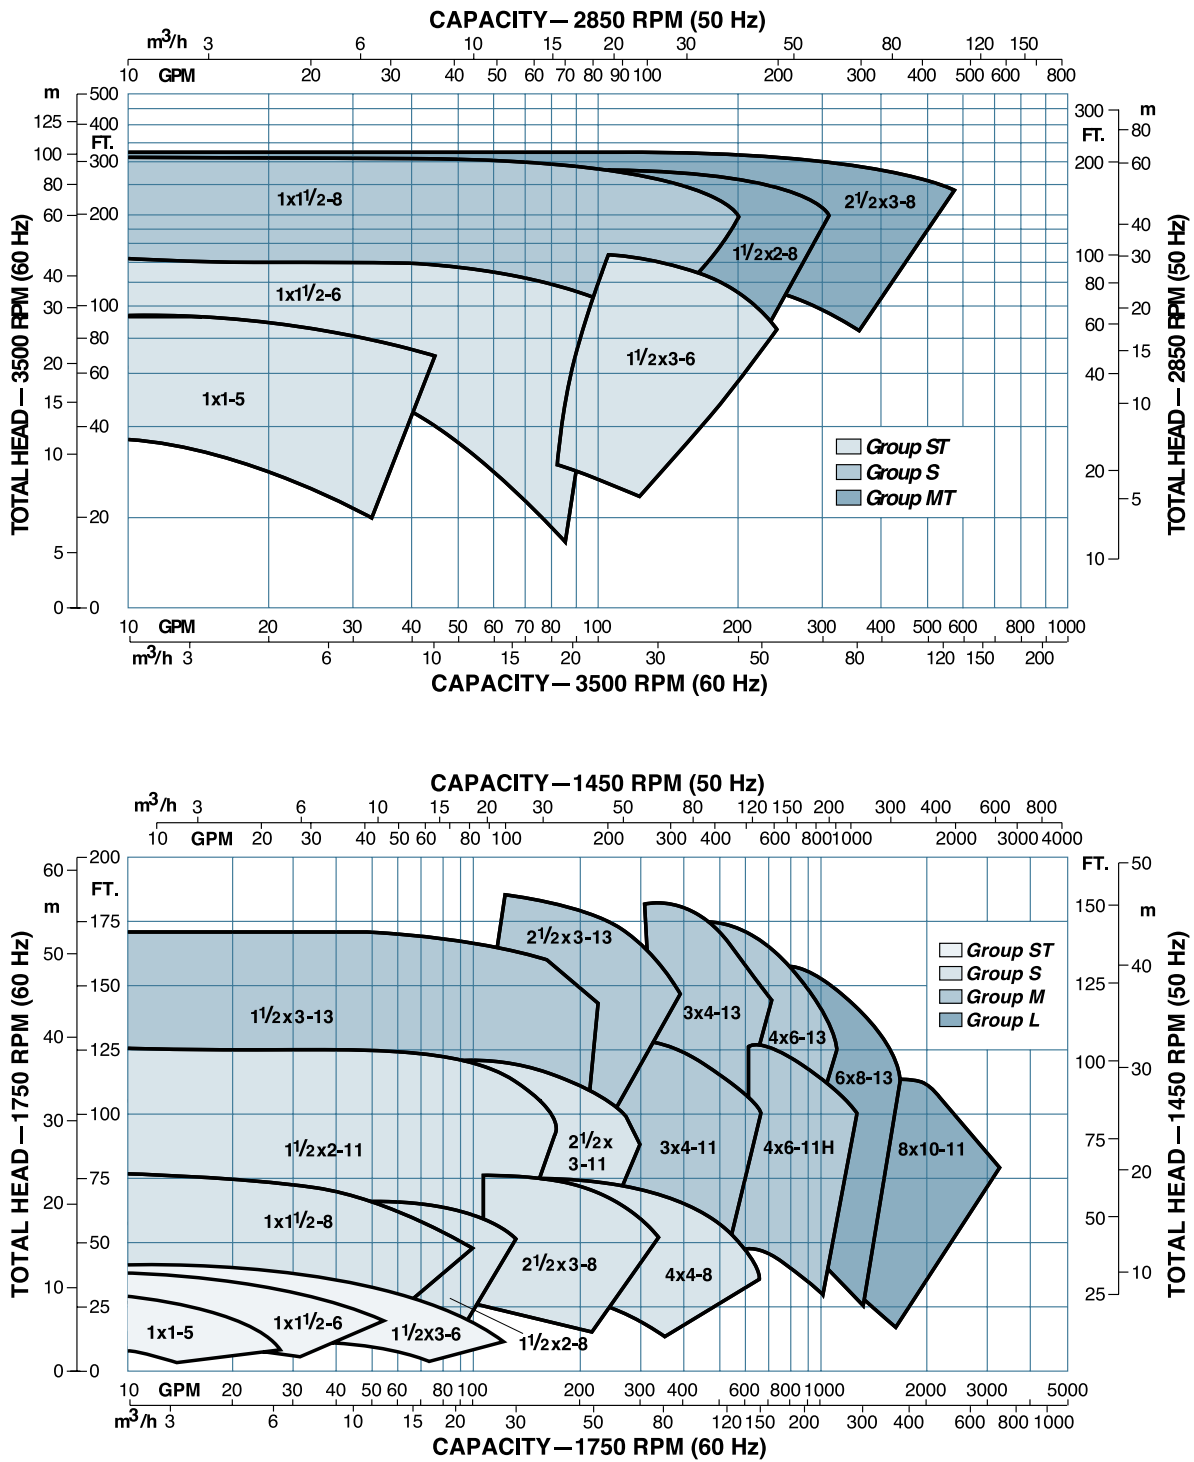 CAPACITY—2850 RPM (50 Hz)
m³/h 3 6 10 15 20 30 50 80 120 150
10 GPM 20 30 40 50 60 70 80 90 100 200 300 400 500 600 800
m 500 300 m
125 400 80
FT. FT.
100 300 200 60
80
60 200 40
100 30
40 80
30 100 20
80 60
20 60 15
40
15 10
40
10
20
20 5
5
10
0 0
TOTAL HEAD—3500 RPM (60 Hz)
TOTAL HEAD—2850 RPM (50 Hz)
1x1½-8
2½x3-8
1½x2-8
1x1½-6
1½x3-6
1x1-5
Group ST
Group S
Group MT
10 GPM 20 30 40 50 60 70 80 100 200 300 400 500 600 800 1000
m³/h 3 6 10 15 20 30 50 80 120 150 200
CAPACITY—3500 RPM (60 Hz)
CAPACITY—1450 RPM (50 Hz)
m³/h 3 6 10 15 20 30 50 80 120 150 200 300 400 600 800
10 GPM 20 30 40 50 60 80 100 200 300 400 600 800 1000 2000 3000 4000
60 200 FT. 50
FT.
m 175 150 m
50 40
150 125
40 125 100 30
30 100 75
75 20
20 50
50
10 25 10
25
0 0
TOTAL HEAD—1750 RPM (60 Hz)
TOTAL HEAD—1450 RPM (50 Hz)
2½x3-13
Group ST
Group S
Group M
Group L
1½x3-13
3x4-13
4x6-13
6x8-13
1½x2-11
2½x
3-11
3x4-11
4x6-11H
8x10-11
1x1½-8
2½x3-8
4x4-8
1x1-5
1x1½-6
1½x3-6
1½x2-8
10 GPM 20 30 40 50 60 80 100 200 300 400 600 800 1000 2000 3000 5000
m³/h 3 6 10 15 20 30 50 80 120 150 200 300 400 600 800 1000
CAPACITY—1750 RPM (60 Hz)